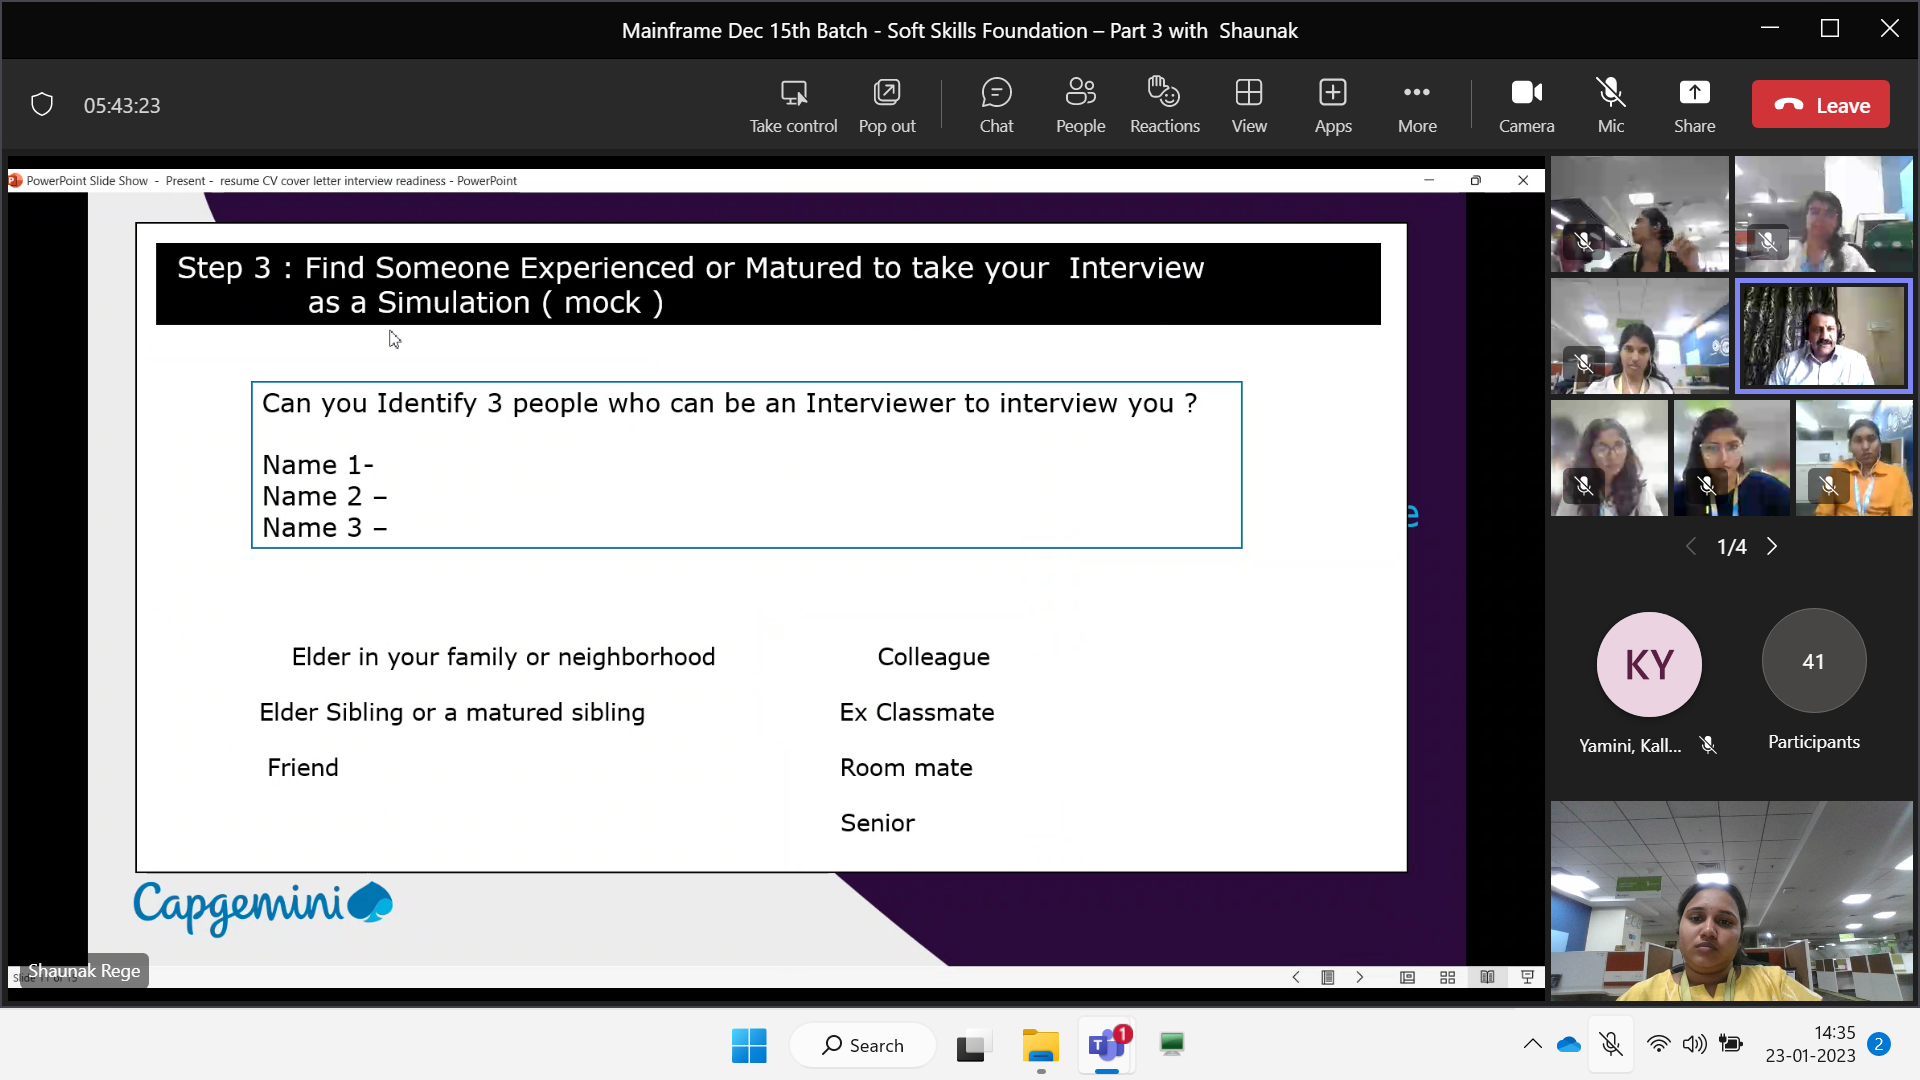 Mainframe Dec 15th Batch - Soft Skills Foundation – Part 3 with Shaunak
05:43:23
Take control
Pop out
Chat
People
Reactions
View
Apps
More
Camera
Mic
Share
Leave
PowerPoint Slide Show - Present - resume CV cover letter interview readiness - PowerPoint
Step 3 : Find Someone Experienced or Matured to take your Interview
as a Simulation ( mock )
Can you Identify 3 people who can be an Interviewer to interview you ?
Name 1-
Name 2 –
Name 3 –
e
Elder in your family or neighborhood
Elder Sibling or a matured sibling
Friend
Colleague
Ex Classmate
Room mate
Senior
Capgemini
Shaunak Rege
1/4
KY
Yamini, Kall...
41
Participants
Search
T
1
14:35
23-01-2023
2